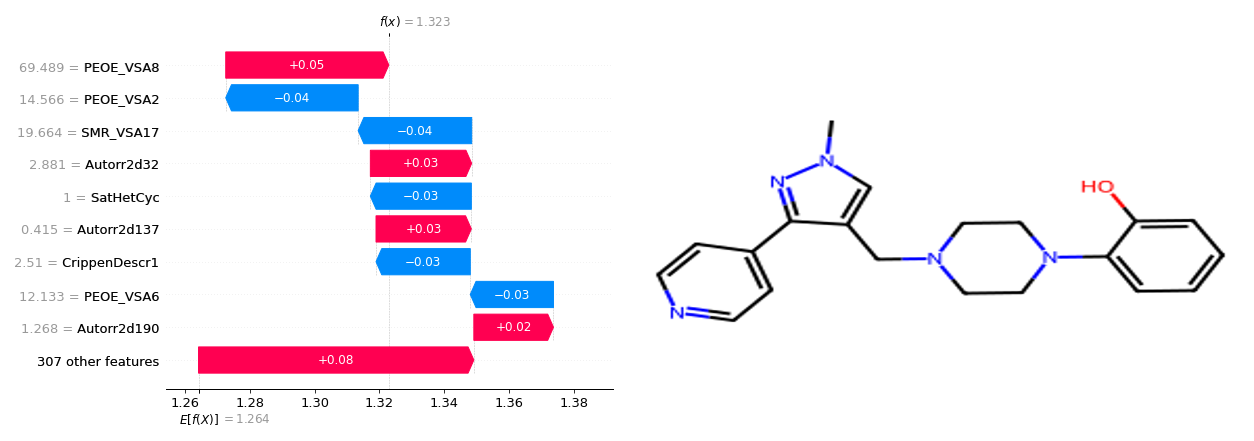 f(x) = 1.323
69.489 = PEOE_VSA8
+0.05
14.566 = PEOE_VSA2
−0.04
19.664 = SMR_VSA17
−0.04
2.881 = Autorr2d32
+0.03
1 = SatHetCyc
−0.03
0.415 = Autorr2d137
+0.03
2.51 = CrippenDescr1
−0.03
12.133 = PEOE_VSA6
−0.03
1.268 = Autorr2d190
+0.02
307 other features
+0.08
1.26 1.28 1.30 1.32 1.34 1.36 1.38
E[f(X)] = 1.264
N
N
HO
N
N
N